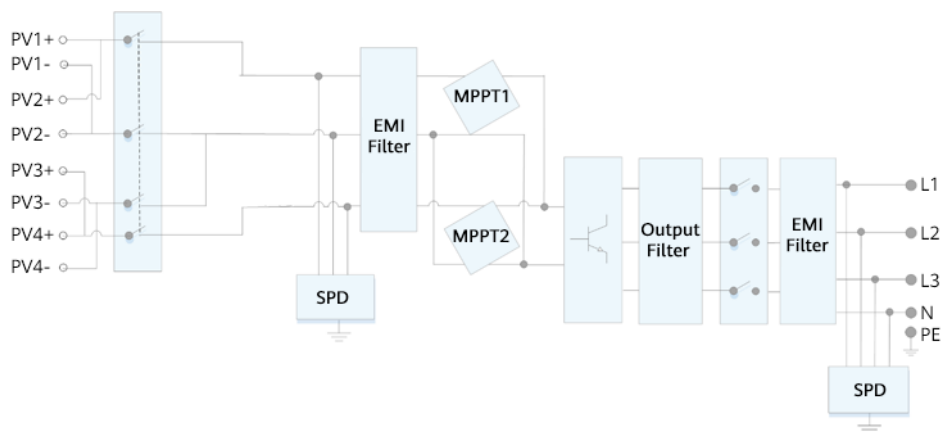 PV1+
PV1-
PV2+
PV2-
PV3+
PV3-
PV4+
PV4-
SPD
EMI
Filter
MPPT1
MPPT2
Output
Filter
EMI
Filter
L1
L2
L3
N
PE
SPD